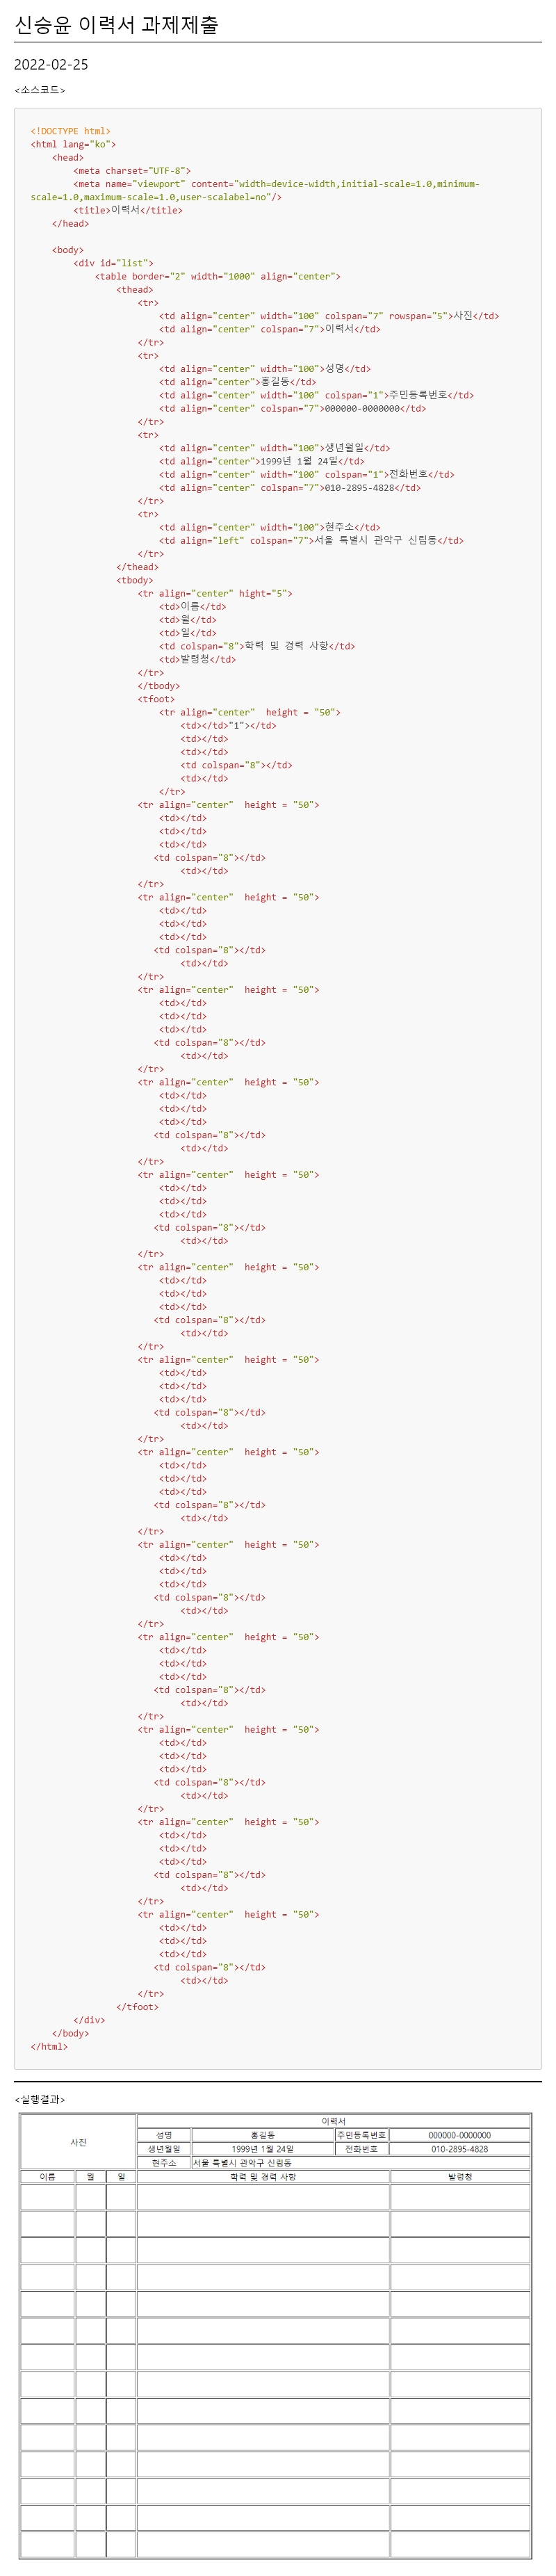 신승윤 이력서 과제제출
2022-02-25
<소스코드>
<!DOCTYPE html>
<html lang="ko">
    <head>
        <meta charset="UTF-8">
        <meta name="viewport" content="width=device-width,initial-scale=1.0,minimum-
scale=1.0,maximum-scale=1.0,user-scalabel=no"/>
        <title>이력서</title>
    </head>
    <body>
        <div id="list">
            <table border="2" width="1000" align="center">
                <thead>
                    <tr>
                        <td align="center" width="100" colspan="7" rowspan="5">사진</td>
                        <td align="center" colspan="7">이력서</td>
                    </tr>
                    <tr>
                        <td align="center" width="100">성명</td>
                        <td align="center">홍길동</td>
                        <td align="center" width="100" colspan="1">주민등록번호</td>
                        <td align="center" colspan="7">000000-0000000</td>
                    </tr>
                    <tr>
                        <td align="center" width="100">생년월일</td>
                        <td align="center">1999년 1월 24일</td>
                        <td align="center" width="100" colspan="1">전화번호</td>
                        <td align="center" colspan="7">010-2895-4828</td>
                    </tr>
                    <tr>
                        <td align="center" width="100">현주소</td>
                        <td align="left" colspan="7">서울 특별시 관악구 신림동</td>
                    </tr>
                </thead>
                <tbody>
                    <tr align="center" hight="5">
                        <td>이름</td>
                        <td>월</td>
                        <td>일</td>
                        <td colspan="8">학력 및 경력 사항</td>
                        <td>발령청</td>
                    </tr>
                    </tbody>
                    <tfoot>
                        <tr align="center"  height = "50">
                            <td></td>"1"></td>
                            <td></td>
                            <td></td>
                            <td colspan="8"></td>
                            <td></td>
                        </tr>
                    <tr align="center"  height = "50">
                        <td></td>
                        <td></td>
                        <td></td>
                       <td colspan="8"></td>
                            <td></td>
                    </tr>
                    <tr align="center"  height = "50">
                        <td></td>
                        <td></td>
                        <td></td>
                       <td colspan="8"></td>
                            <td></td>
                    </tr>
                    <tr align="center"  height = "50">
                        <td></td>
                        <td></td>
                        <td></td>
                       <td colspan="8"></td>
                            <td></td>
                    </tr>
                    <tr align="center"  height = "50">
                        <td></td>
                        <td></td>
                        <td></td>
                       <td colspan="8"></td>
                            <td></td>
                    </tr>
                    <tr align="center"  height = "50">
                        <td></td>
                        <td></td>
                        <td></td>
                       <td colspan="8"></td>
                            <td></td>
                    </tr>
                    <tr align="center"  height = "50">
                        <td></td>
                        <td></td>
                        <td></td>
                       <td colspan="8"></td>
                            <td></td>
                    </tr>
                    <tr align="center"  height = "50">
                        <td></td>
                        <td></td>
                        <td></td>
                       <td colspan="8"></td>
                            <td></td>
                    </tr>
                    <tr align="center"  height = "50">
                        <td></td>
                        <td></td>
                        <td></td>
                       <td colspan="8"></td>
                            <td></td>
                    </tr>
                    <tr align="center"  height = "50">
                        <td></td>
                        <td></td>
                        <td></td>
                       <td colspan="8"></td>
                            <td></td>
                    </tr>
                    <tr align="center"  height = "50">
                        <td></td>
                        <td></td>
                        <td></td>
                       <td colspan="8"></td>
                            <td></td>
                    </tr>
                    <tr align="center"  height = "50">
                        <td></td>
                        <td></td>
                        <td></td>
                       <td colspan="8"></td>
                            <td></td>
                    </tr>
                    <tr align="center"  height = "50">
                        <td></td>
                        <td></td>
                        <td></td>
                       <td colspan="8"></td>
                            <td></td>
                    </tr>
                    <tr align="center"  height = "50">
                        <td></td>
                        <td></td>
                        <td></td>
                       <td colspan="8"></td>
                            <td></td>
                    </tr>
                </tfoot>
        </div>
    </body>
</html>
<실행결과>
사진 이력서
성명 홍길동 주민등록번호 000000-0000000
생년월일 1999년 1월 24일 전화번호 010-2895-4828
현주소 서울 특별시 관악구 신림동
이름 월 일 학력 및 경력 사항 발령청